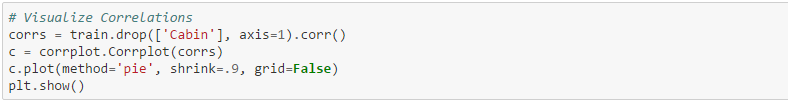 # Visualize Correlations
corrs = train.drop(['Cabin'], axis=1).corr()
c = corrplot.Corrplot(corrs)
c.plot(method='pie', shrink=.9, grid=False)
plt.show()